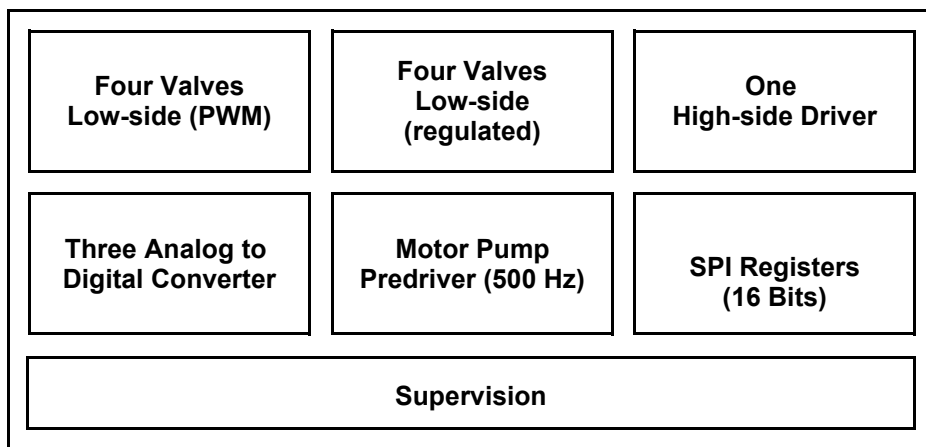 Four Valves
Low-side (PWM)
Four Valves
Low-side
(regulated)
One
High-side Driver
Three Analog to
Digital Converter
Motor Pump
Predriver (500 Hz)
SPI Registers
(16 Bits)
Supervision